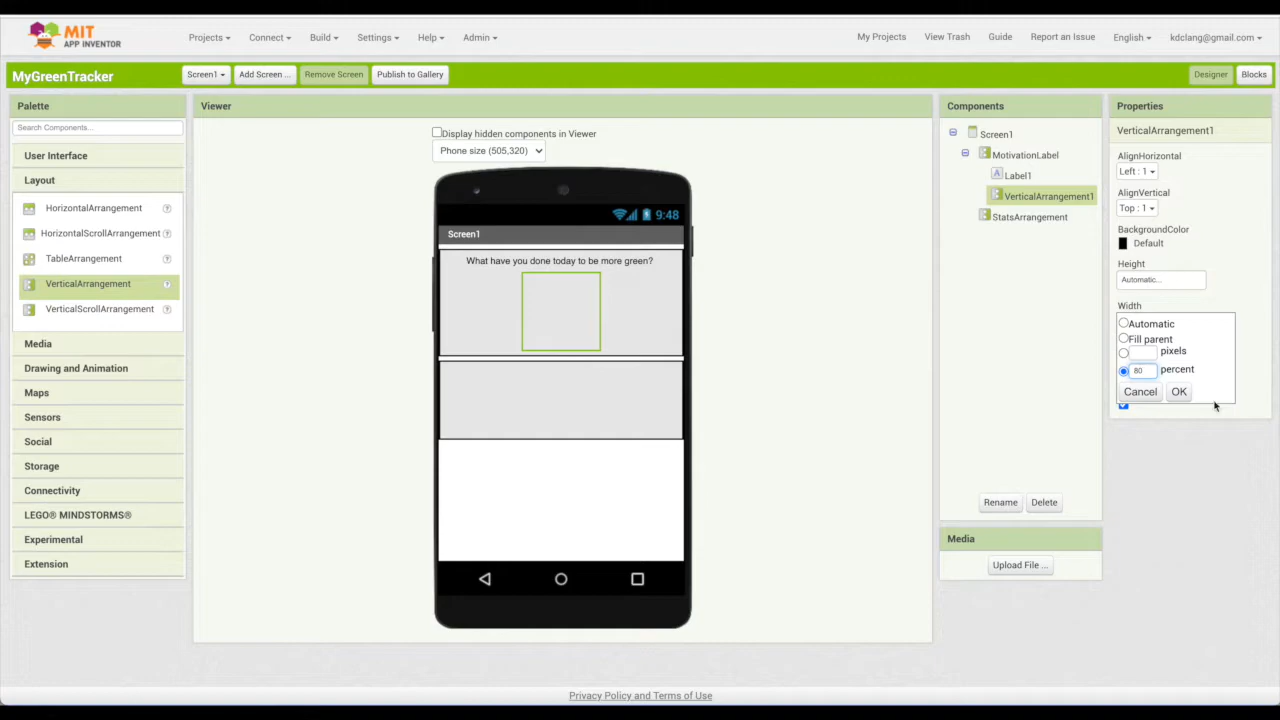 MIT
APP INVENTOR
Projects
Connect
Build
Settings
Help
Admin
My Projects
View Trash
Guide
Report an Issue
English
kdclang@gmail.com
MyGreenTracker
Screen1
Add Screen ...
Remove Screen
Publish to Gallery
Designer
Blocks
Palette
Search Components...
User Interface
Layout
HorizontalArrangement
HorizontalScrollArrangement
TableArrangement
VerticalArrangement
VerticalScrollArrangement
Media
Drawing and Animation
Maps
Sensors
Social
Storage
Connectivity
LEGO® MINDSTORMS®
Experimental
Extension
Viewer
Display hidden components in Viewer
Phone size (505,320)
9:48
Screen1
What have you done today to be more green?
Components
Screen1
MotivationLabel
A Label1
VerticalArrangement1
StatsArrangement
Rename
Delete
Media
Upload File ...
Properties
VerticalArrangement1
AlignHorizontal
Left : 1
AlignVertical
Top : 1
BackgroundColor
Default
Height
Automatic...
Width
Automatic
Fill parent
pixels
80 percent
Cancel
OK
Privacy Policy and Terms of Use